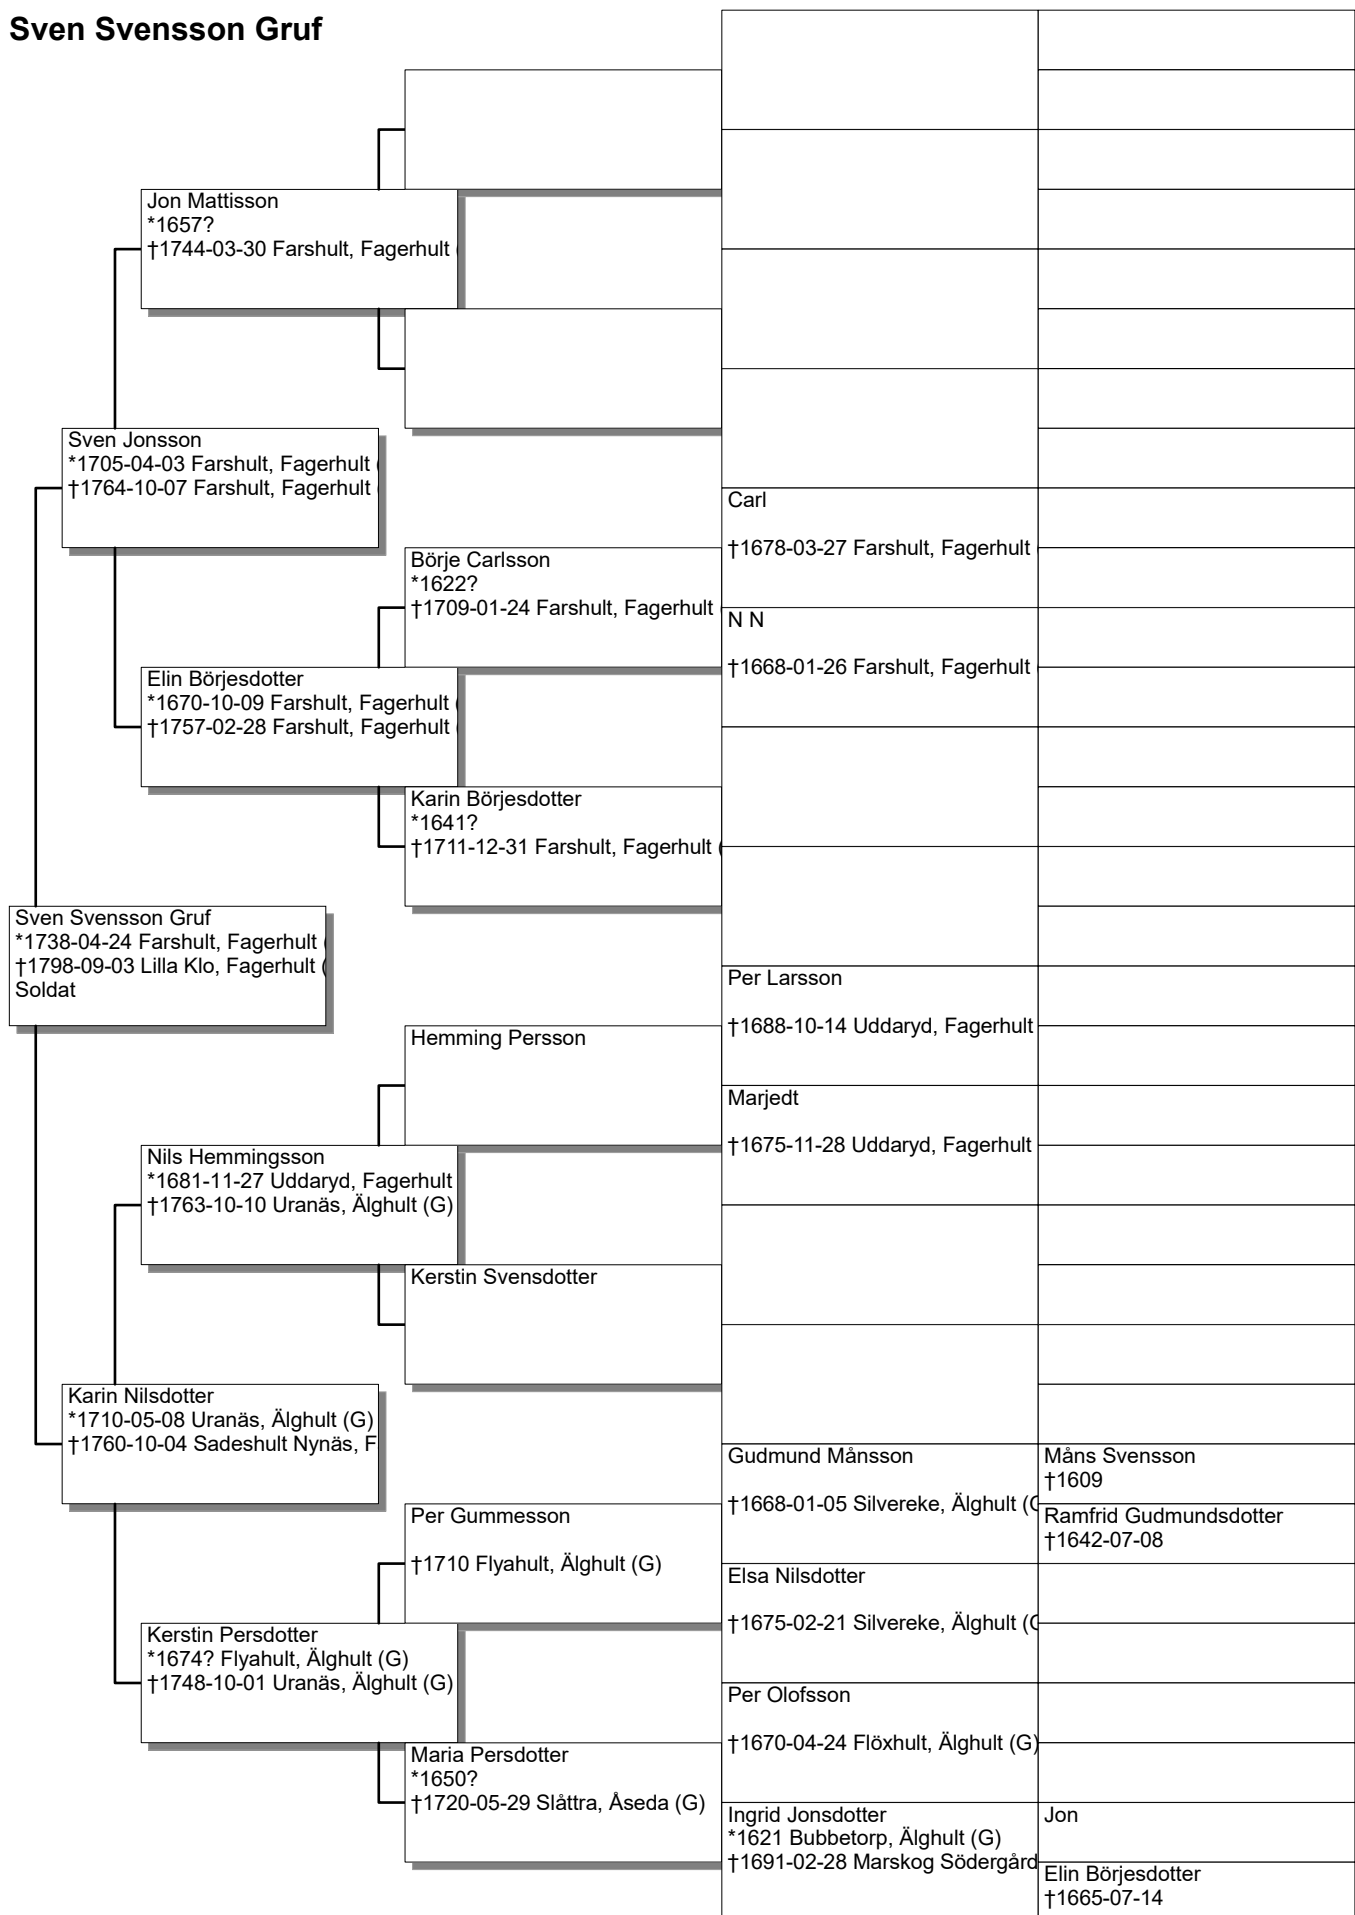 Sven Svensson Gruf
Jon Mattisson
*1657?
†1744-03-30 Farshult, Fagerhult (
Sven Jonsson
*1705-04-03 Farshult, Fagerhult (
†1764-10-07 Farshult, Fagerhult (
Carl
†1678-03-27 Farshult, Fagerhult (
Börje Carlsson
*1622?
†1709-01-24 Farshult, Fagerhult (
N N
†1668-01-26 Farshult, Fagerhult (
Elin Börjesdotter
*1670-10-09 Farshult, Fagerhult (
†1757-02-28 Farshult, Fagerhult (
Karin Börjesdotter
*1641?
†1711-12-31 Farshult, Fagerhult (
Sven Svensson Gruf
*1738-04-24 Farshult, Fagerhult (
†1798-09-03 Lilla Klo, Fagerhult (
Soldat
Per Larsson
†1688-10-14 Uddaryd, Fagerhult
Hemming Persson
Marjedt
†1675-11-28 Uddaryd, Fagerhult
Nils Hemmingsson
*1681-11-27 Uddaryd, Fagerhult
†1763-10-10 Uranäs, Älghult (G)
Kerstin Svensdotter
Karin Nilsdotter
*1710-05-08 Uranäs, Älghult (G)
†1760-10-04 Sadeshult Nynäs, F
Gudmund Månsson
†1668-01-05 Silvereke, Älghult (G
Måns Svensson
†1609
Ramfrid Gudmundsdotter
†1642-07-08
Per Gummesson
†1710 Flyahult, Älghult (G)
Elsa Nilsdotter
†1675-02-21 Silvereke, Älghult (G
Kerstin Persdotter
*1674? Flyahult, Älghult (G)
†1748-10-01 Uranäs, Älghult (G)
Per Olofsson
†1670-04-24 Flöxhult, Älghult (G)
Maria Persdotter
*1650?
†1720-05-29 Slåttra, Åseda (G)
Ingrid Jonsdotter
*1621 Bubbetorp, Älghult (G)
†1691-02-28 Marskog Södergård
Jon
Elin Börjesdotter
†1665-07-14